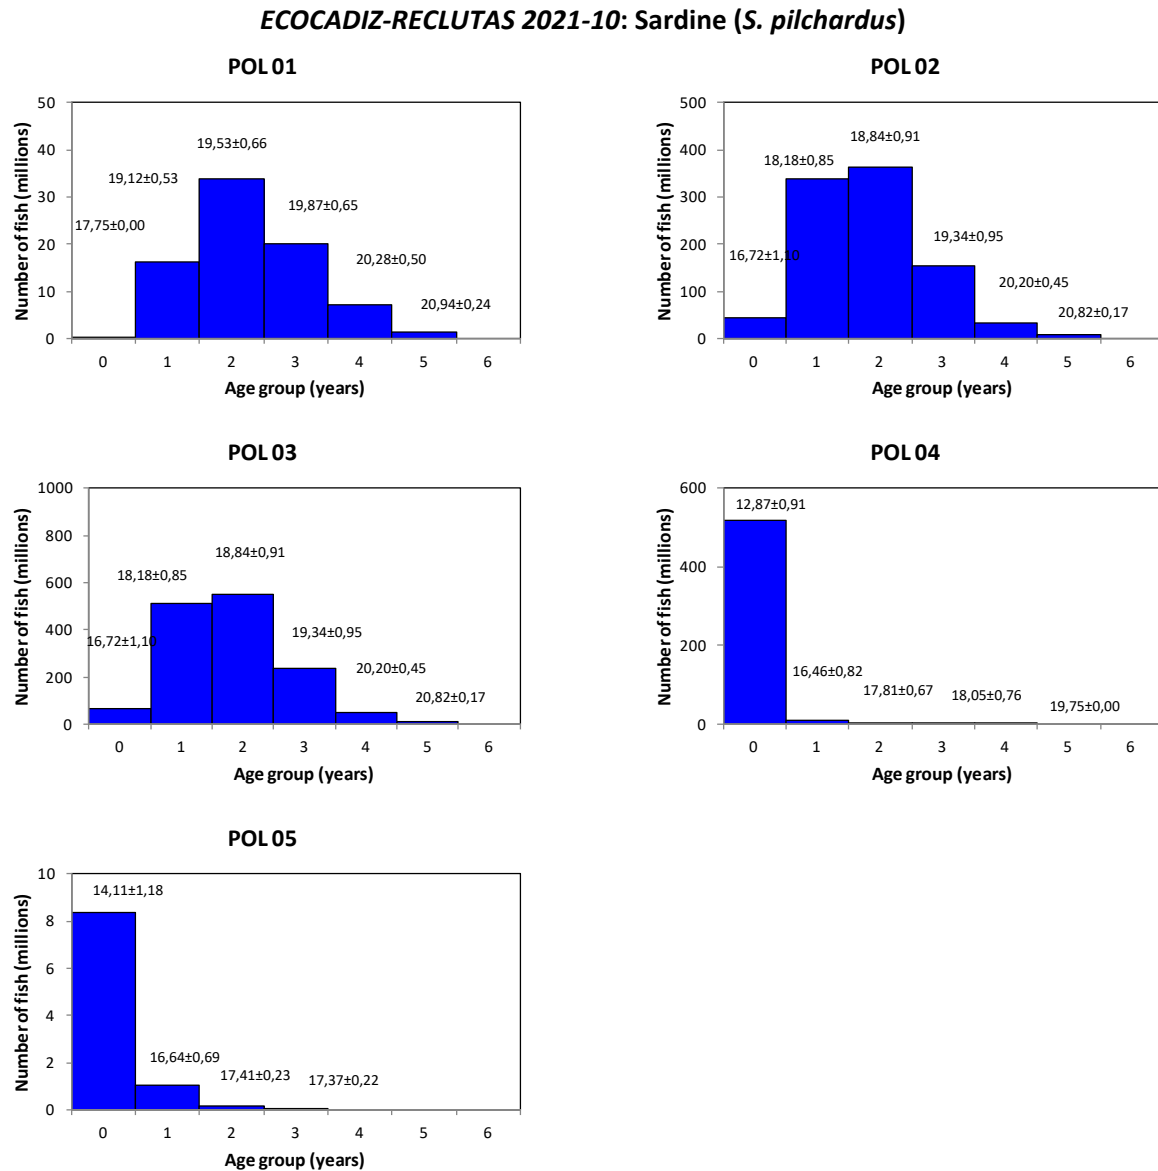 ECOCADIZ-RECLUTAS 2021-10: Sardine (S. pilchardus)
POL 01
Number of fish (millions)
50
40
30
20
10
0
17,75±0,00
19,12±0,53
19,53±0,66
19,87±0,65
20,28±0,50
20,94±0,24
0 1 2 3 4 5 6
Age group (years)
POL 02
Number of fish (millions)
500
400
300
200
100
0
16,72±1,10
18,18±0,85
18,84±0,91
19,34±0,95
20,20±0,45
20,82±0,17
0 1 2 3 4 5 6
Age group (years)
POL 03
Number of fish (millions)
1000
800
600
400
200
0
16,72±1,10
18,18±0,85
18,84±0,91
19,34±0,95
20,20±0,45
20,82±0,17
0 1 2 3 4 5 6
Age group (years)
POL 04
Number of fish (millions)
600
400
200
0
12,87±0,91
16,46±0,82
17,81±0,67
18,05±0,76
19,75±0,00
0 1 2 3 4 5 6
Age group (years)
POL 05
Number of fish (millions)
10
8
6
4
2
0
14,11±1,18
16,64±0,69
17,41±0,23
17,37±0,22
0 1 2 3 4 5 6
Age group (years)